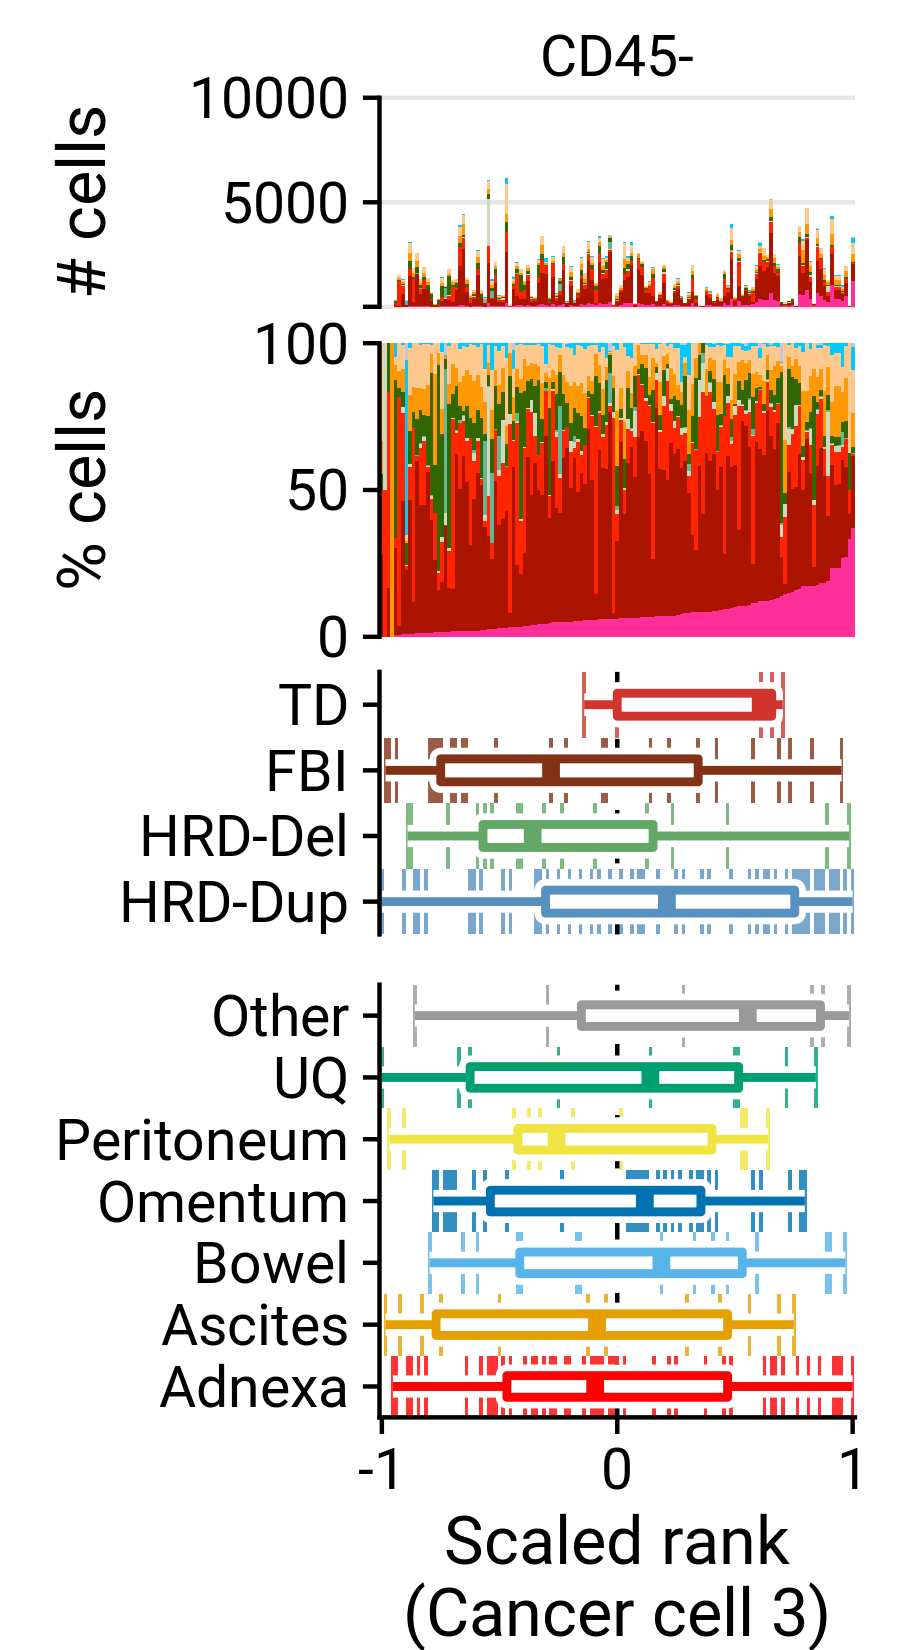 CD45-
# cells
10000
5000
% cells
100
50
0
TD
FBI
HRD-Del
HRD-Dup
Other
UQ
Peritoneum
Omentum
Bowel
Ascites
Adnexa
-1 0 1
Scaled rank
(Cancer cell 3)